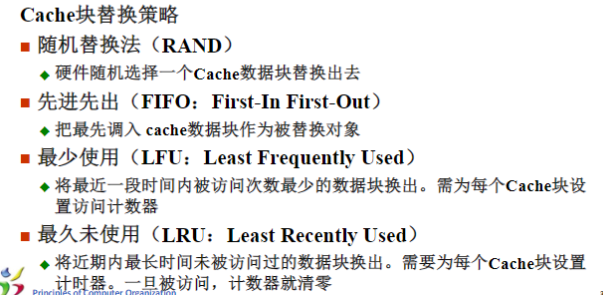 Cache块替换策略
随机替换法（RAND）
硬件随机选择一个Cache数据块替换出去
先进先出（FIFO：First-In First-Out）
把最先调入 cache数据块作为被替换对象
最少使用（LFU：Least Frequently Used）
将最近一段时间内被访问次数最少的数据块换出。需为每个Cache块设
置访问计数器
最久未使用（LRU：Least Recently Used）
将近期内最长时间未被访问过的数据块换出。需要为每个Cache块设置
计时器。一旦被访问，计数器就清零
Principles of Computer Organization